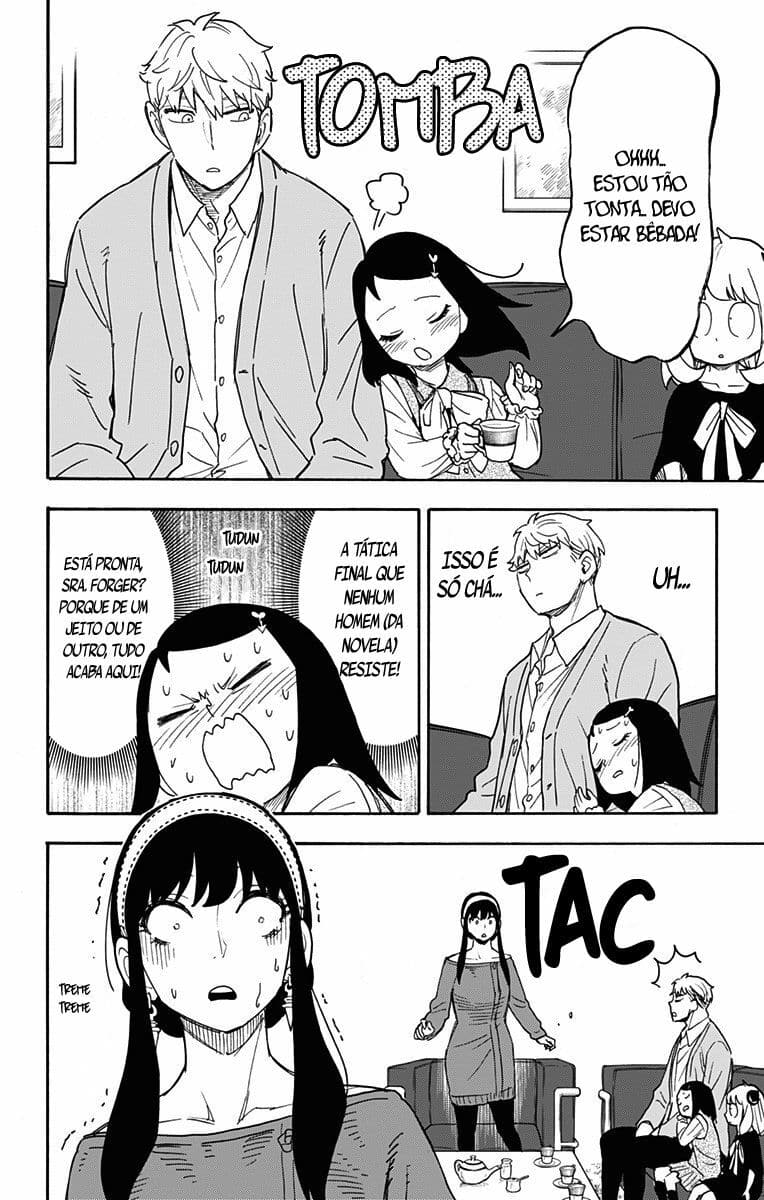 TOMBA
OHHH..
ESTOU TÃO
TONTA.. DEVO
ESTAR BÊBADA!
UH...
ISSO É
SÓ CHÁ...
A TÁTICA
FINAL QUE
NENHUM
HOMEM (DA
NOVELA)
RESISTE!
TUDUN
TUDUN
ESTÁ PRONTA,
SRA. FORGER?
PORQUE DE UM
JEITO OU DE
OUTRO, TUDO
ACABA AQUI!
TAC
TREME
TREME